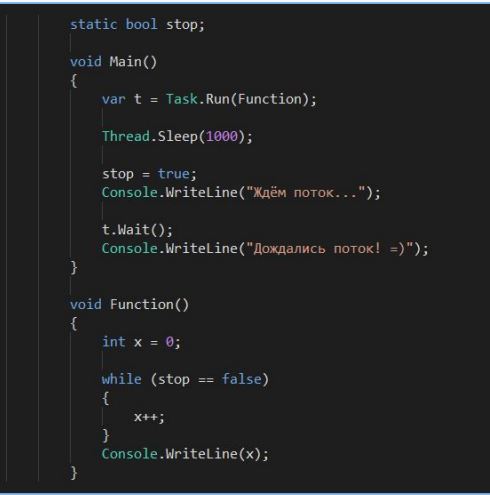 static bool stop;
void Main()
{
var t = Task.Run(Function);
Thread.Sleep(1000);
stop = true;
Console.WriteLine("Ждём поток...");
t.Wait();
Console.WriteLine("Дождались поток! =)");
}
void Function()
{
int x = 0;
while (stop == false)
{
x++;
}
Console.WriteLine(x);
}